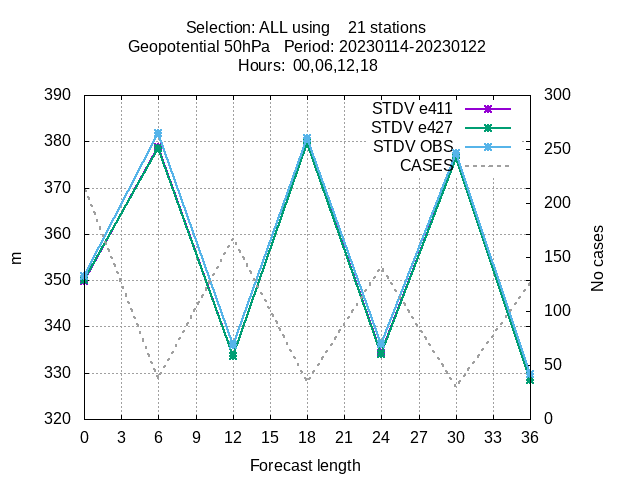 Selection: ALL using    21 stations
Geopotential 50hPa   Period: 20230114-20230122
Hours:  00,06,12,18
390 300
STDV e411
STDV e427
STDV OBS
CASES
380 250
370 200
360
350 150
340 100
330 50
320 0
m
No cases
0 3 6 9 12 15 18 21 24 27 30 33 36
Forecast length